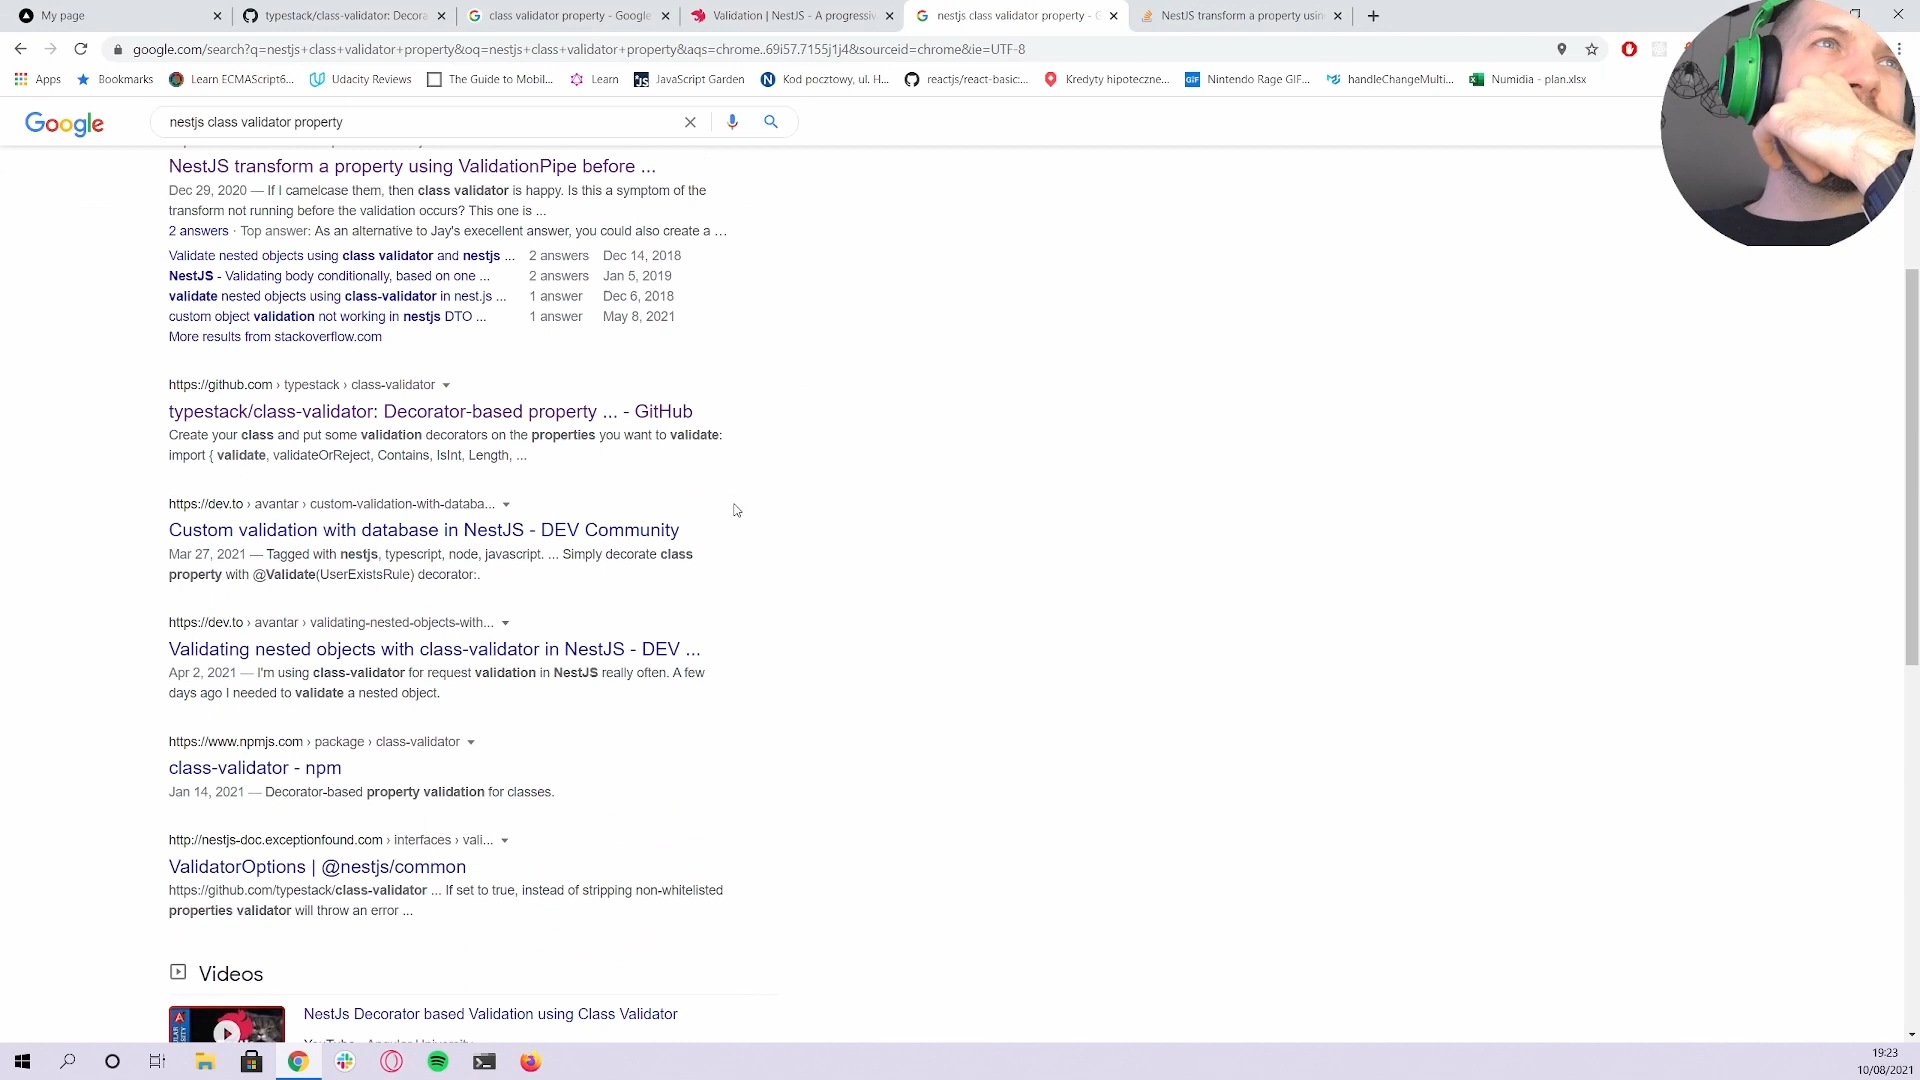 My page
typestack/class-validator: Decora
class validator property - Google
Validation | NestJS - A progressiv
nestjs class validator property - G
NestJS transform a property usin
google.com/search?q=nestjs+class+validator+property&oq=nestjs+class+validator+property&aqs=chrome..69i57.7155j1j4&sourceid=chrome&ie=UTF-8
Apps
Bookmarks
Learn ECMAScript6...
Udacity Reviews
The Guide to Mobil...
Learn
JavaScript Garden
Kod pocztowy, ul. H...
reactjs/react-basic:...
Kredyty hipoteczne...
Nintendo Rage GIF...
handleChangeMulti...
Numidia - plan.xlsx
Google
nestjs class validator property
NestJS transform a property using ValidationPipe before ...
Dec 29, 2020 — If I camelcase them, then class validator is happy. Is this a symptom of the
transform not running before the validation occurs? This one is ...
2 answers · Top answer: As an alternative to Jay's execellent answer, you could also create a ...
Validate nested objects using class validator and nestjs ... 2 answers Dec 14, 2018
NestJS - Validating body conditionally, based on one ... 2 answers Jan 5, 2019
validate nested objects using class-validator in nest.js ... 1 answer Dec 6, 2018
custom object validation not working in nestjs DTO ... 1 answer May 8, 2021
More results from stackoverflow.com
https://github.com › typestack › class-validator
typestack/class-validator: Decorator-based property ... - GitHub
Create your class and put some validation decorators on the properties you want to validate:
import { validate, validateOrReject, Contains, IsInt, Length, ...
https://dev.to › avantar › custom-validation-with-databa...
Custom validation with database in NestJS - DEV Community
Mar 27, 2021 — Tagged with nestjs, typescript, node, javascript. ... Simply decorate class
property with @Validate(UserExistsRule) decorator:.
https://dev.to › avantar › validating-nested-objects-with...
Validating nested objects with class-validator in NestJS - DEV ...
Apr 2, 2021 — I'm using class-validator for request validation in NestJS really often. A few
days ago I needed to validate a nested object.
https://www.npmjs.com › package › class-validator
class-validator - npm
Jan 14, 2021 — Decorator-based property validation for classes.
http://nestjs-doc.exceptionfound.com › interfaces › vali...
ValidatorOptions | @nestjs/common
https://github.com/typestack/class-validator ... If set to true, instead of stripping non-whitelisted
properties validator will throw an error ...
Videos
NestJs Decorator based Validation using Class Validator
19:23
10/08/2021